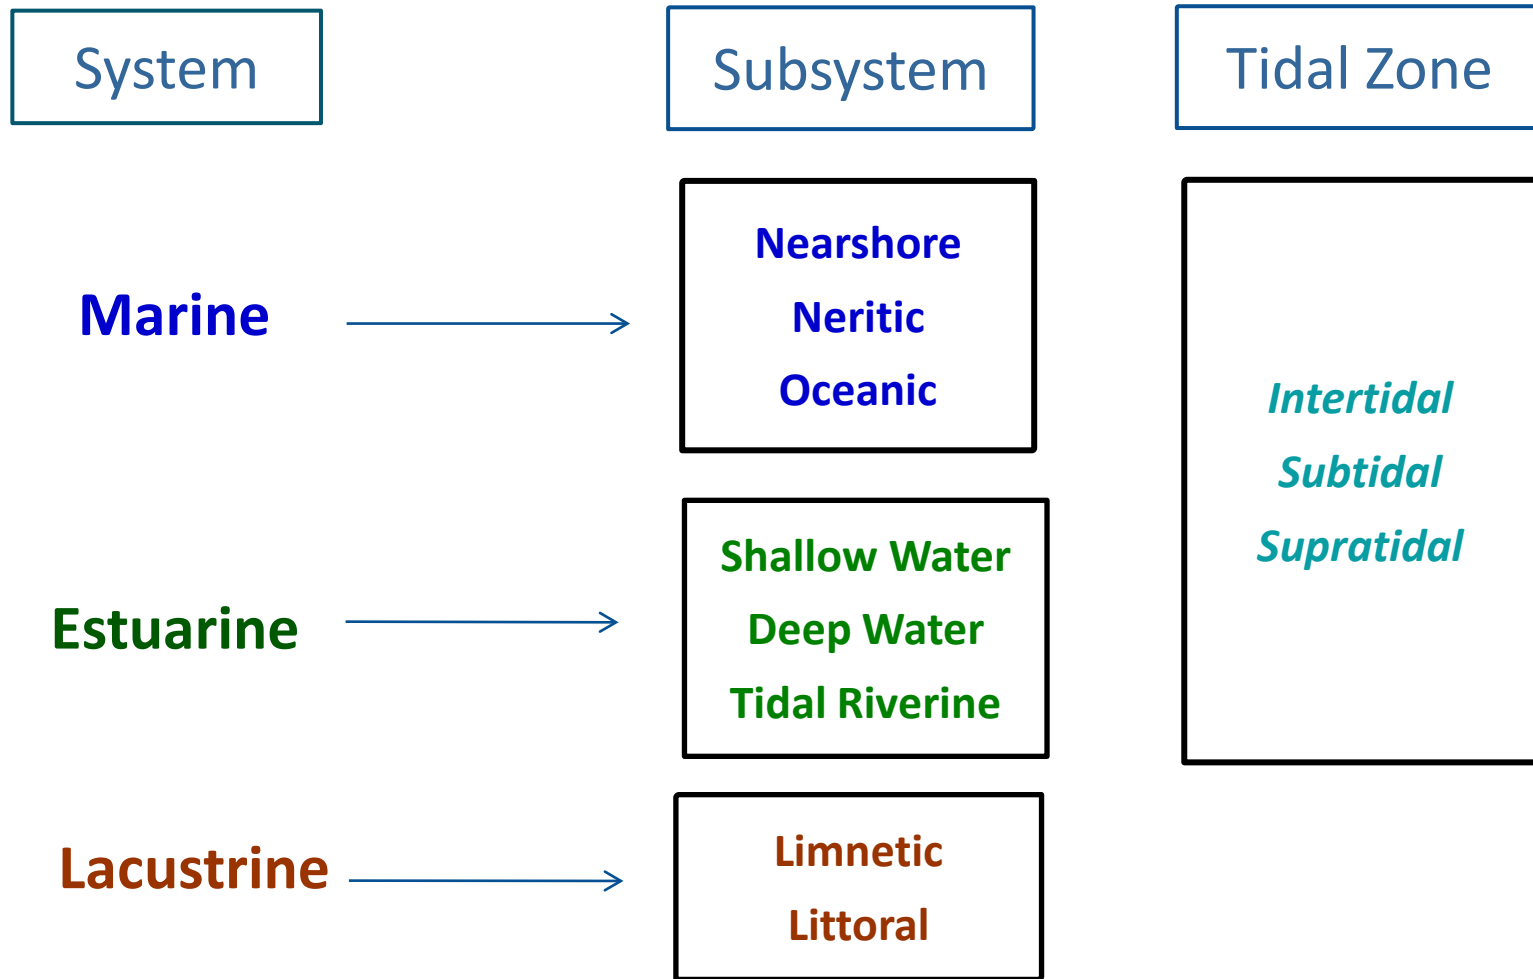 System
Subsystem
Tidal Zone
Marine
Nearshore
Neritic
Oceanic
Estuarine
Shallow Water
Deep Water
Tidal Riverine
Intertidal
Subtidal
Supratidal
Lacustrine
Limnetic
Littoral